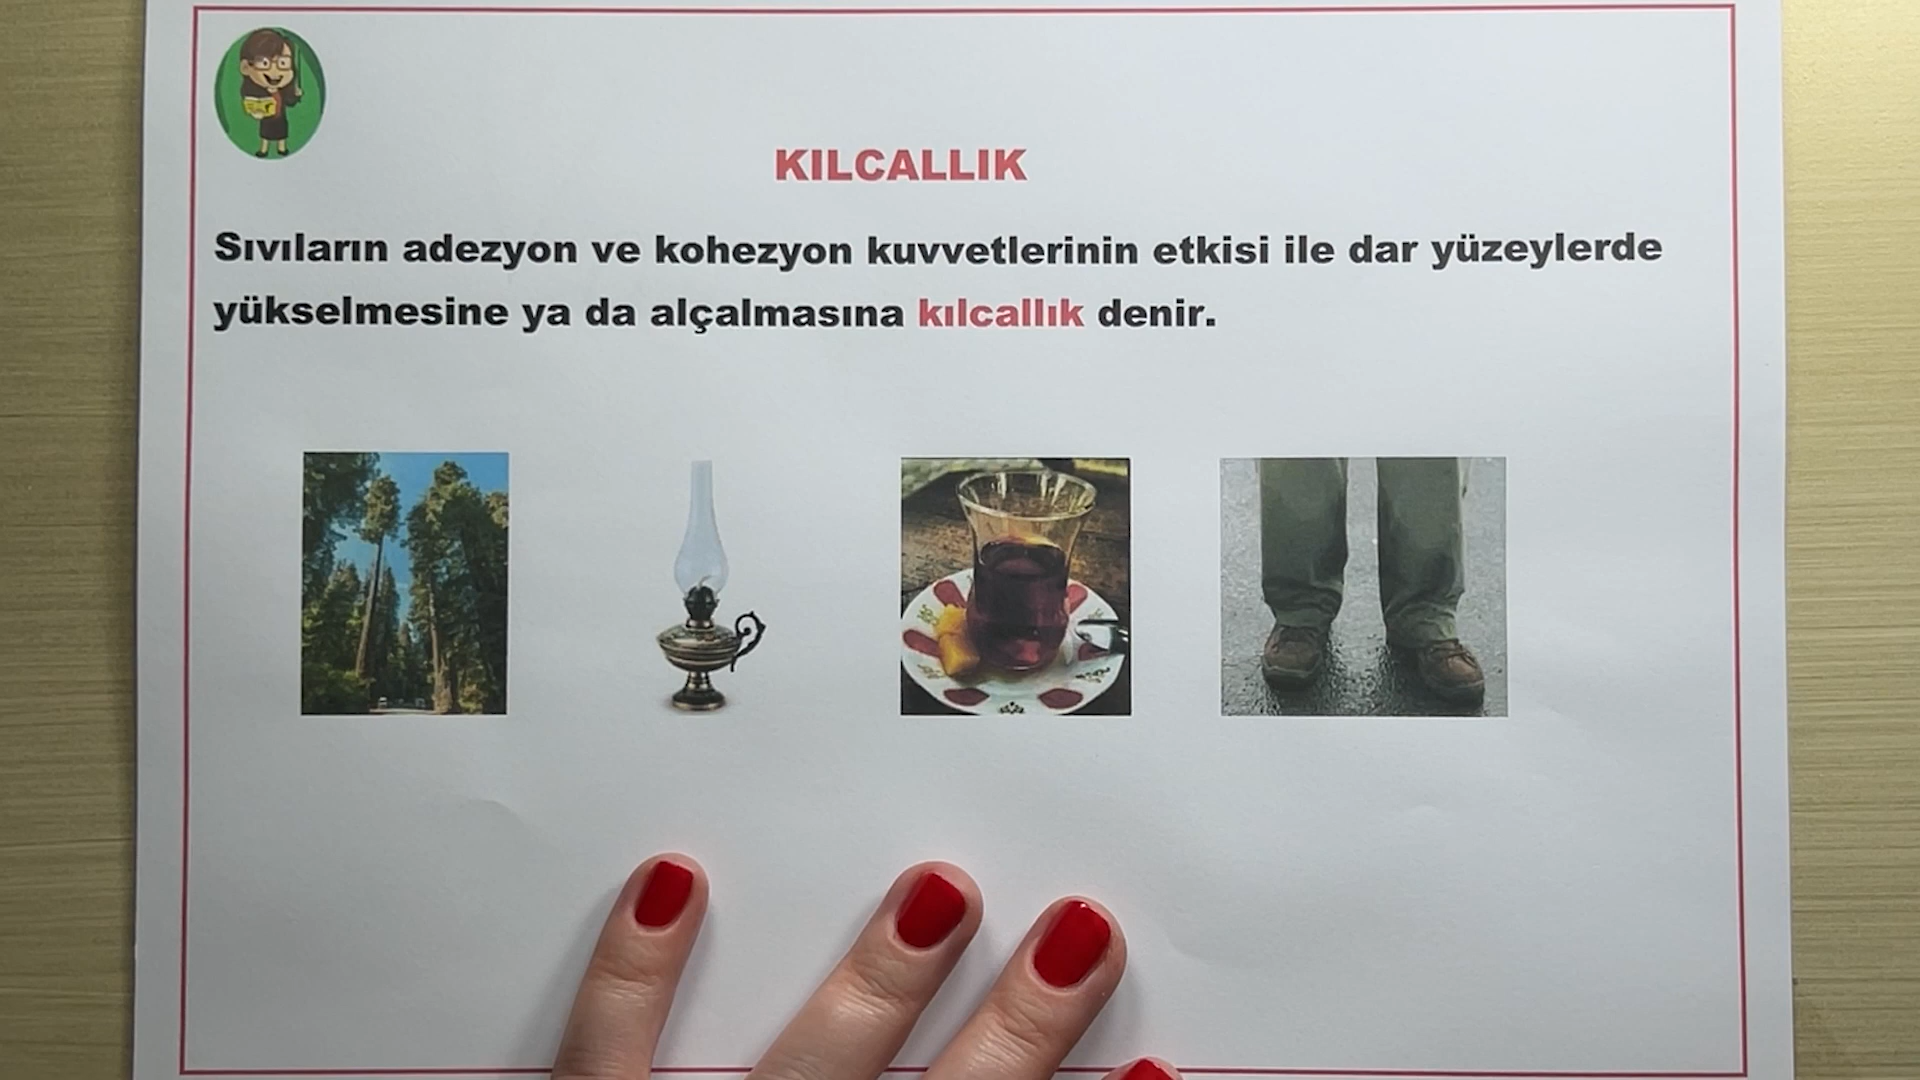 KILCALLIK
Sıvıların adezyon ve kohezyon kuvvetlerinin etkisi ile dar yüzeylerde
yükselmesine ya da alçalmasına kılcallık denir.